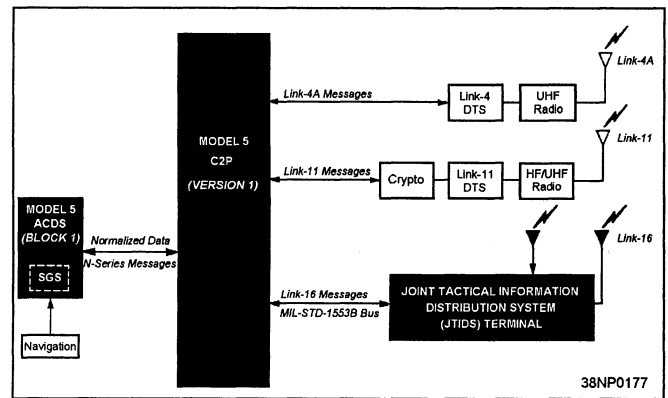 MODEL 5
ACDS
(BLOCK 1)
SGS
Navigation
Normalized Data
N-Series Messages
MODEL 5
C2P
(VERSION 1)
Link-4A Messages
Link-4
DTS
UHF
Radio
Link-4A
Link-11 Messages
Crypto
Link-11
DTS
HF/UHF
Radio
Link-11
Link-16 Messages
MIL-STD-1553B Bus
JOINT TACTICAL INFORMATION
DISTRIBUTION SYSTEM
(JTIDS) TERMINAL
Link-16
38NP0177